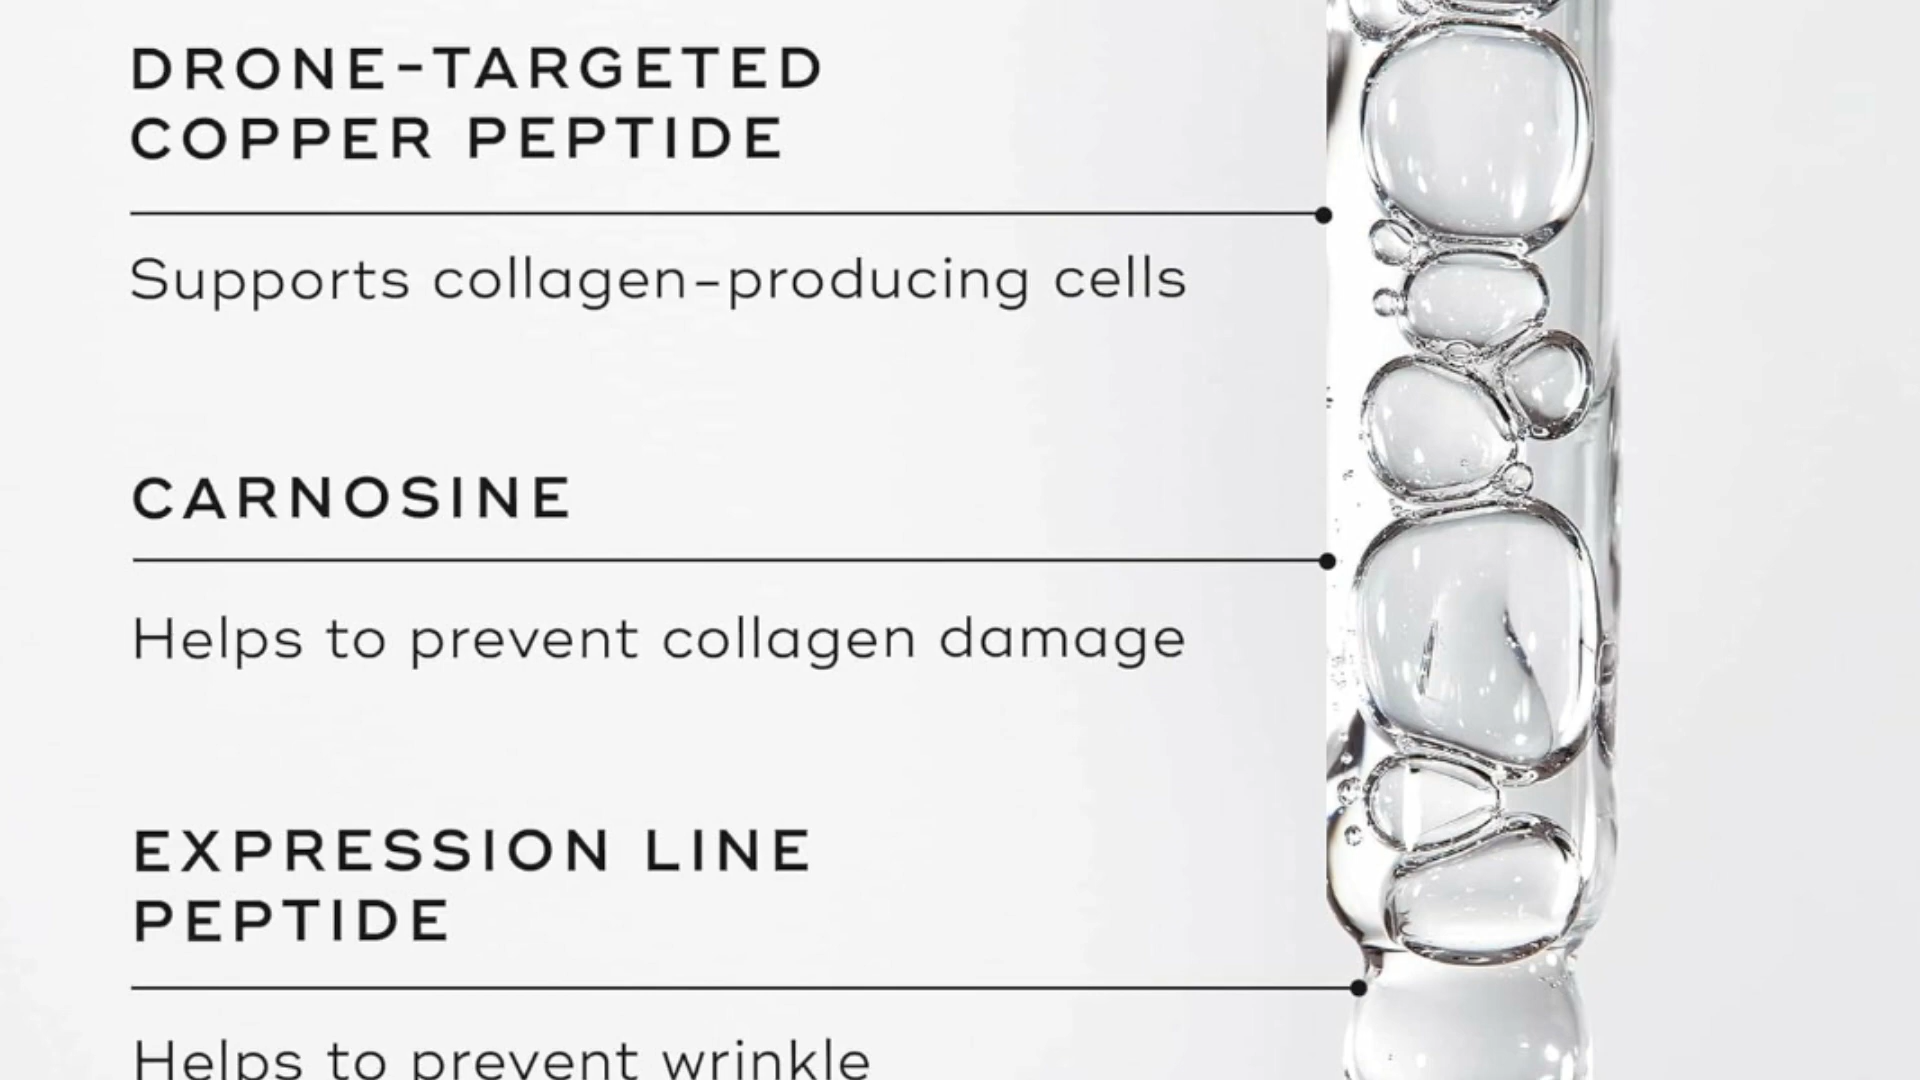 DRONE-TARGETED
COPPER PEPTIDE
Supports collagen-producing cells
CARNOSINE
Helps to prevent collagen damage
EXPRESSION LINE
PEPTIDE
Helps to prevent wrinkle